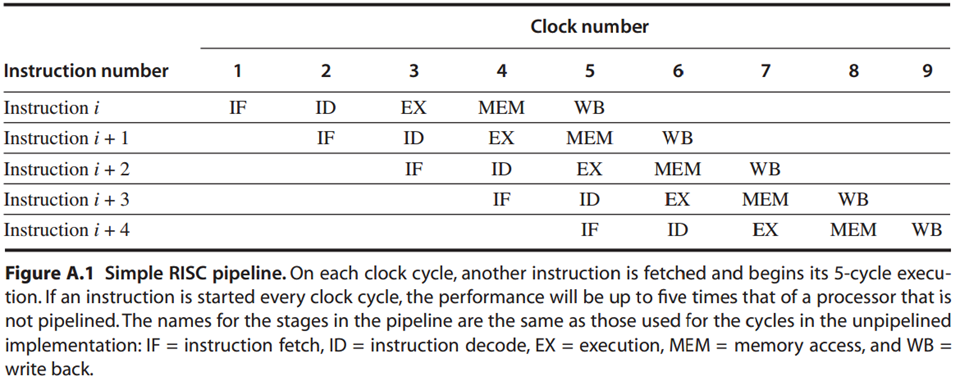 Clock number
Instruction number 1 2 3 4 5 6 7 8 9
Instruction i IF ID EX MEM WB
Instruction i + 1 IF ID EX MEM WB
Instruction i + 2 IF ID EX MEM WB
Instruction i + 3 IF ID EX MEM WB
Instruction i + 4 IF ID EX MEM WB
Figure A.1 Simple RISC pipeline. On each clock cycle, another instruction is fetched and begins its 5-cycle execu-
tion. If an instruction is started every clock cycle, the performance will be up to five times that of a processor that is
not pipelined. The names for the stages in the pipeline are the same as those used for the cycles in the unpipelined
implementation: IF = instruction fetch, ID = instruction decode, EX = execution, MEM = memory access, and WB =
write back.